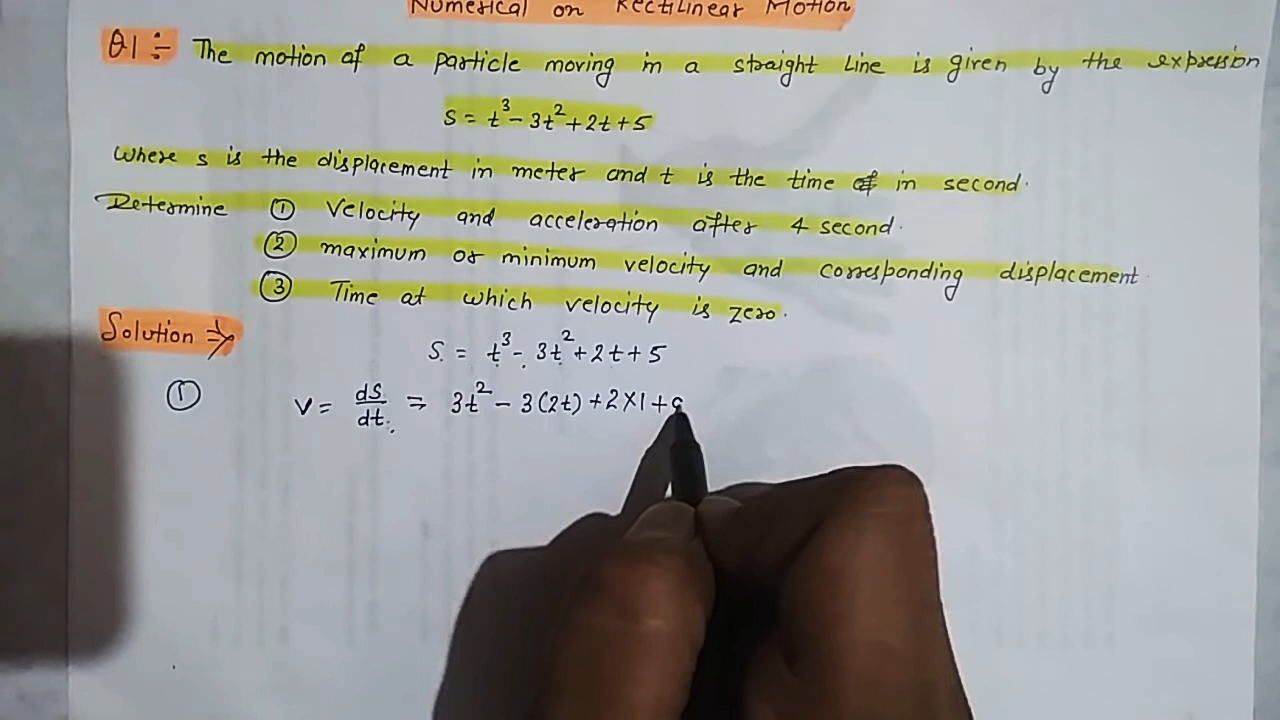 Numerical on Rectilinear Motion
Q1 :- The motion of a particle moving in a straight line is given by the expression
S = t³ - 3t² + 2t + 5
Where s is the displacement in meter and t is the time in second.
Determine ① Velocity and acceleration after 4 second.
② maximum or minimum velocity and corresponding displacement.
③ Time at which velocity is zero.
Solution ⇒
S = t³ - 3t² + 2t + 5
① V = dS/dt = 3t² - 3(2t) + 2×1 +